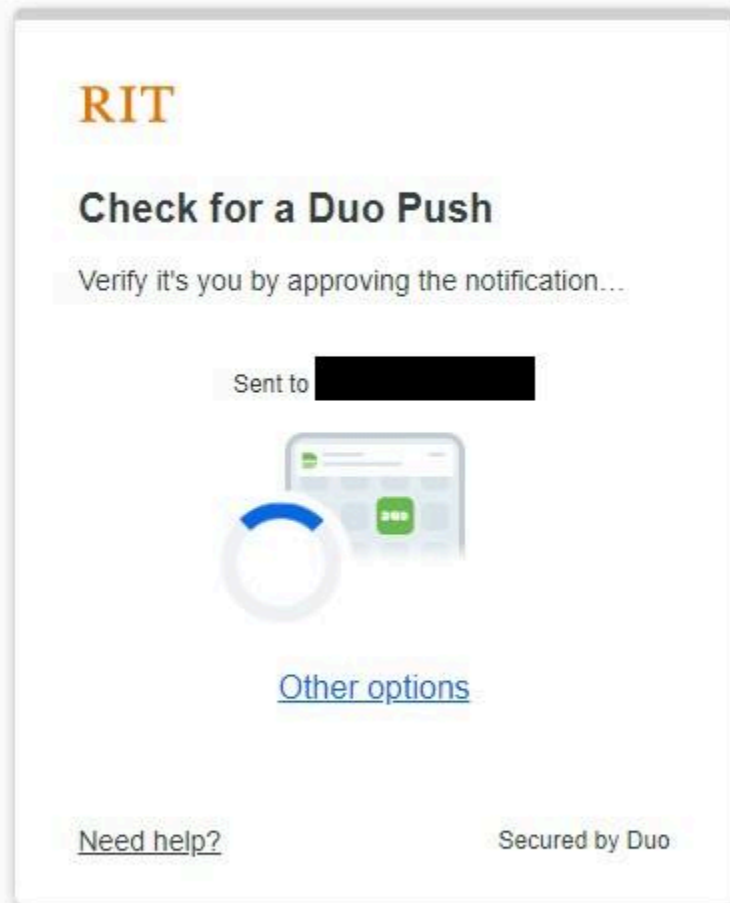 RIT
Check for a Duo Push
Verify it's you by approving the notification...
Sent to
DUO
Other options
Need help?
Secured by Duo